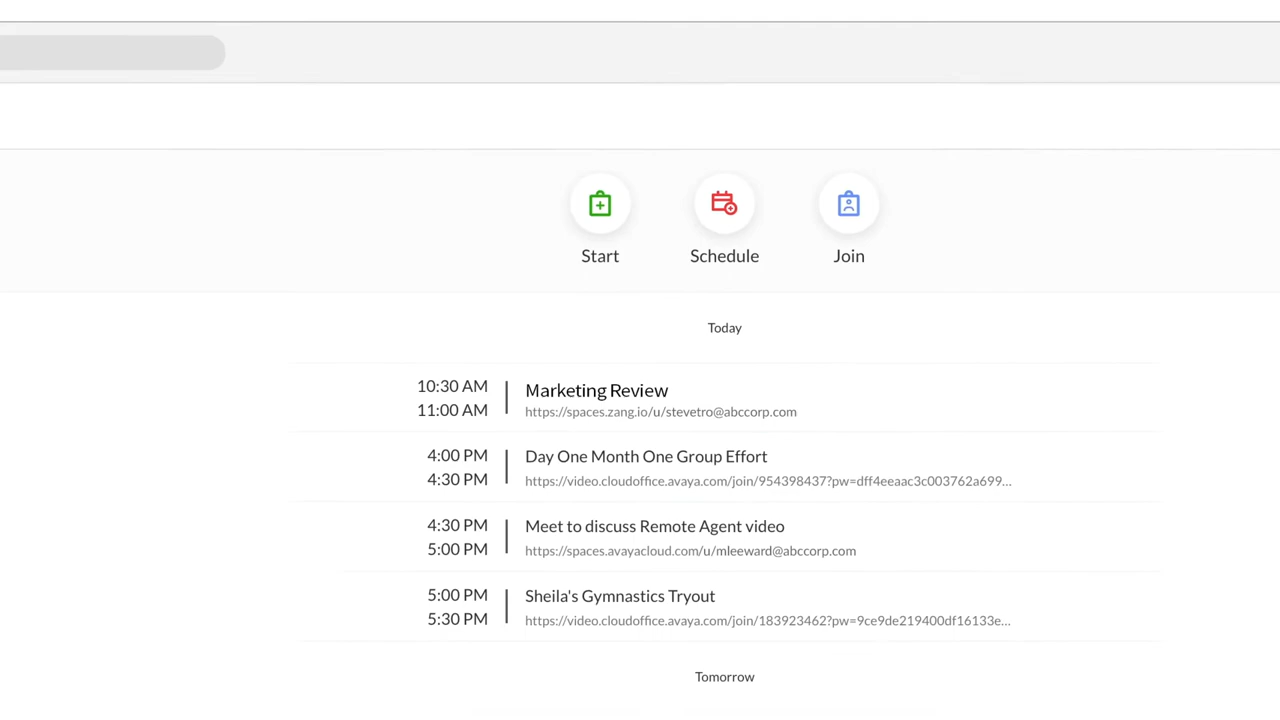 Start Schedule Join
Today
10:30 AM
11:00 AM
Marketing Review
https://spaces.zang.io/u/stevetro@abccorp.com
4:00 PM
4:30 PM
Day One Month One Group Effort
https://video.cloudoffice.avaya.com/join/954398437?pw=dff4eeaac3c003762a699...
4:30 PM
5:00 PM
Meet to discuss Remote Agent video
https://spaces.avayacloud.com/u/mleeward@abccorp.com
5:00 PM
5:30 PM
Sheila's Gymnastics Tryout
https://video.cloudoffice.avaya.com/join/183923462?pw=9ce9de219400df16133e...
Tomorrow